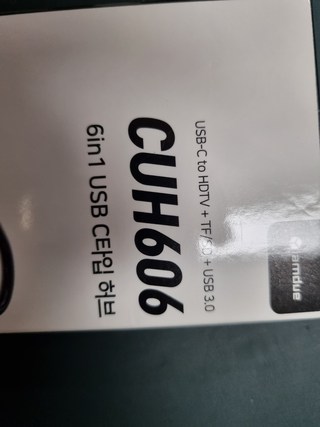 USB-C to HDTV + TF/SD + USB 3.0
CUH606
6in1 USB C타입 허브